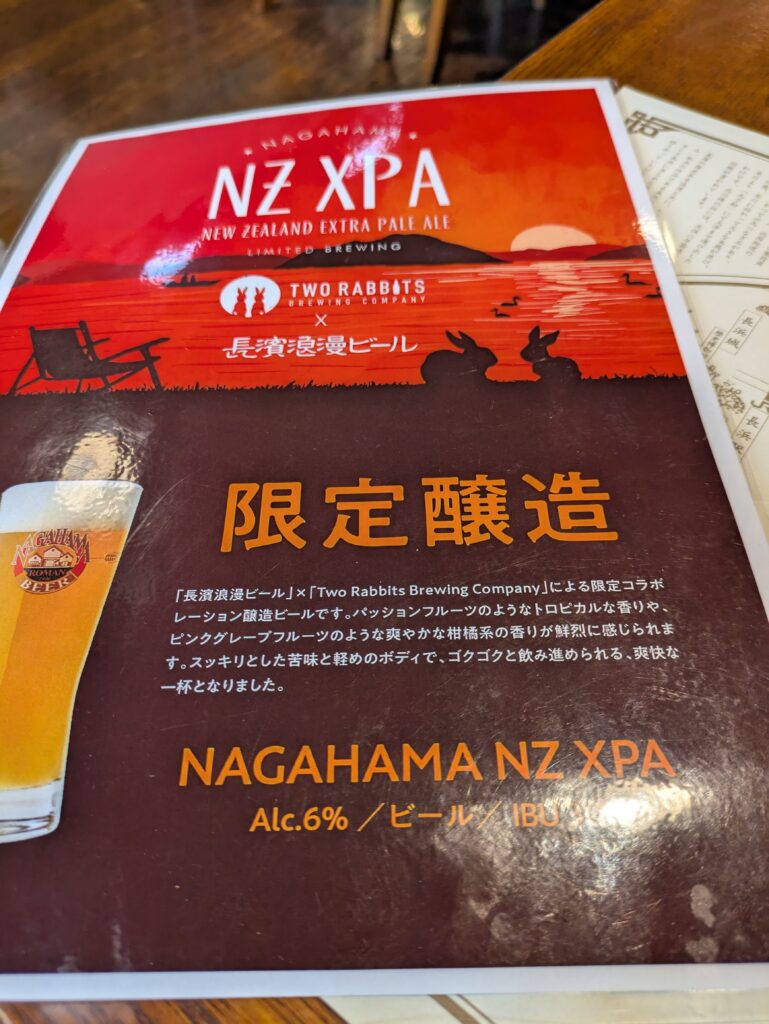 NAGAHAMA
NZ XPA
NEW ZEALAND EXTRA PALE ALE
LIMITED BREWING
TWO RABBITS
BREWING COMPANY
×
長濱浪漫ビール
限定醸造
NAGAHAMA
ROMAN
BEER
「長濱浪漫ビール」×「Two Rabbits Brewing Company」による限定コラボ
レーション醸造ビールです。パッションフルーツのようなトロピカルな香りや、
ピンクグレープフルーツのような爽やかな柑橘系の香りが鮮烈に感じられま
す。スッキリとした苦味と軽めのボディで、ゴクゴクと飲み進められる、爽快な
一杯となりました。
NAGAHAMA NZ XPA
Alc.6% ／ビール／ IBU
長浜城